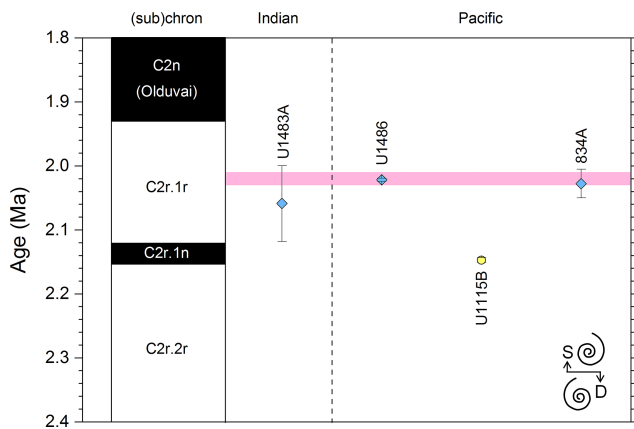 (sub)chron
Indian
Pacific
Age (Ma)
1.8
1.9
2.0
2.1
2.2
2.3
2.4
C2n
(Olduvai)
C2r.1r
C2r.1n
C2r.2r
U1483A
U1486
834A
U1115B
S
D